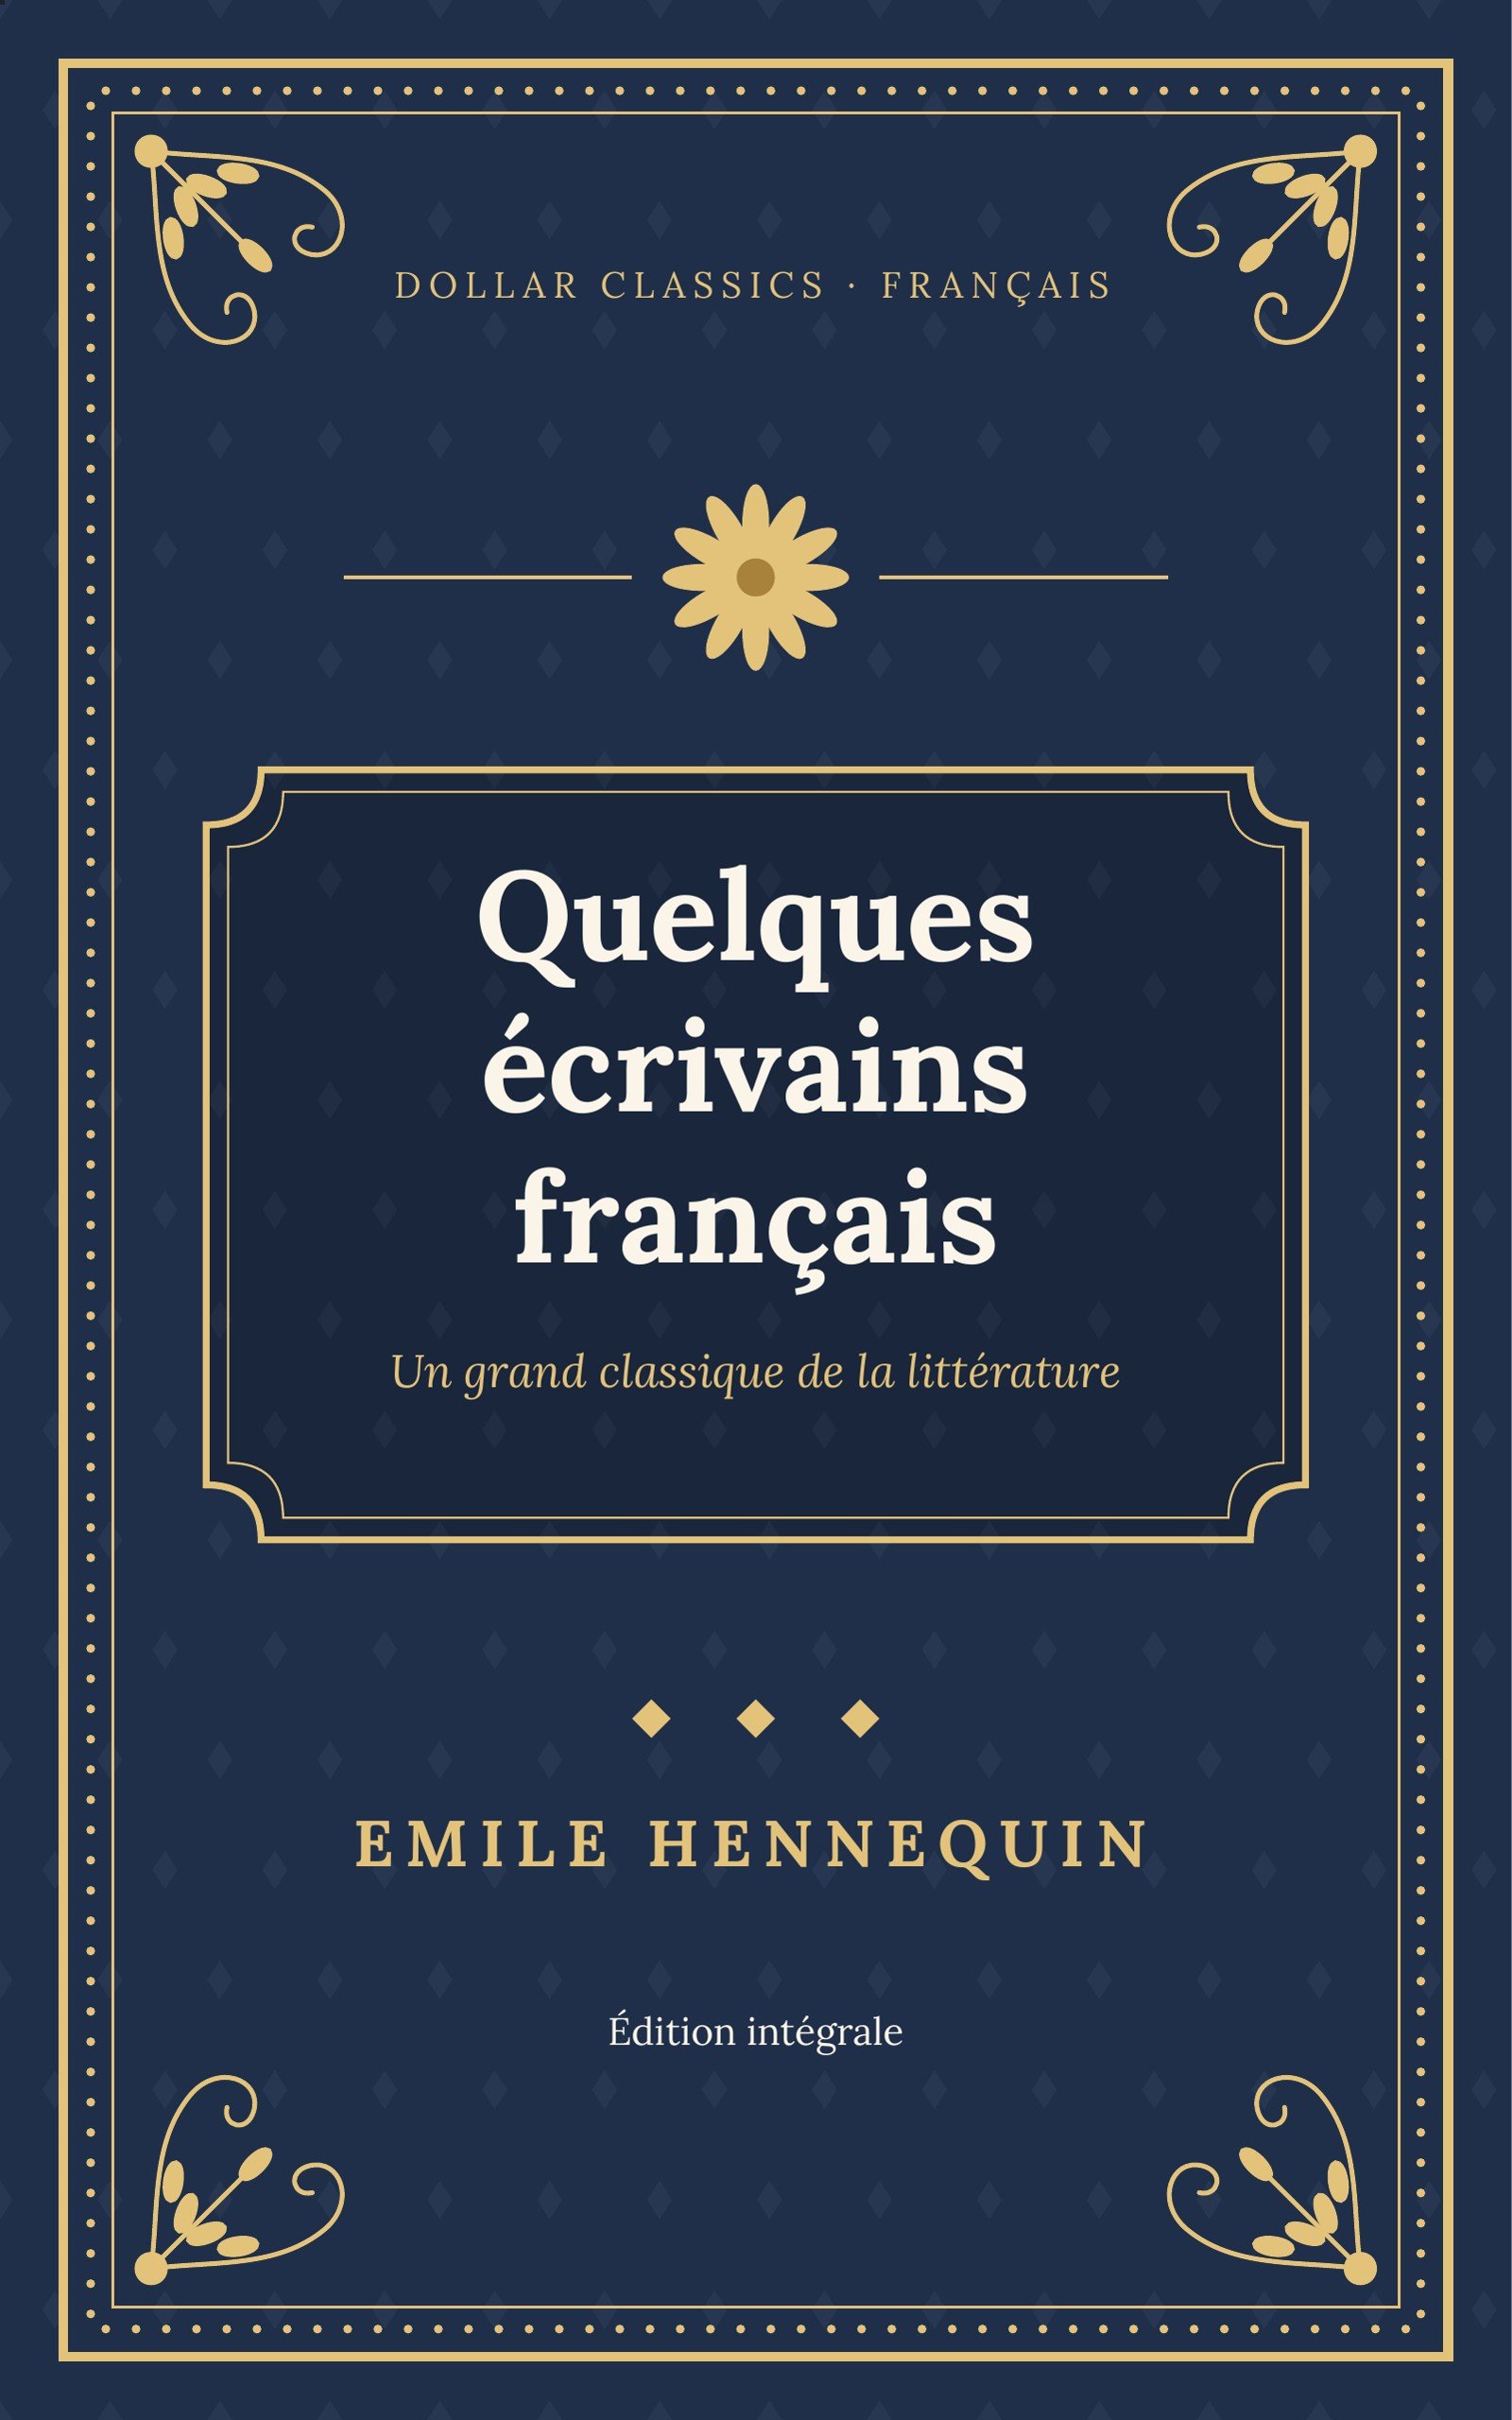 DOLLAR CLASSICS · FRANÇAIS
Quelques
écrivains
français
Un grand classique de la littérature
EMILE HENNEQUIN
Édition intégrale